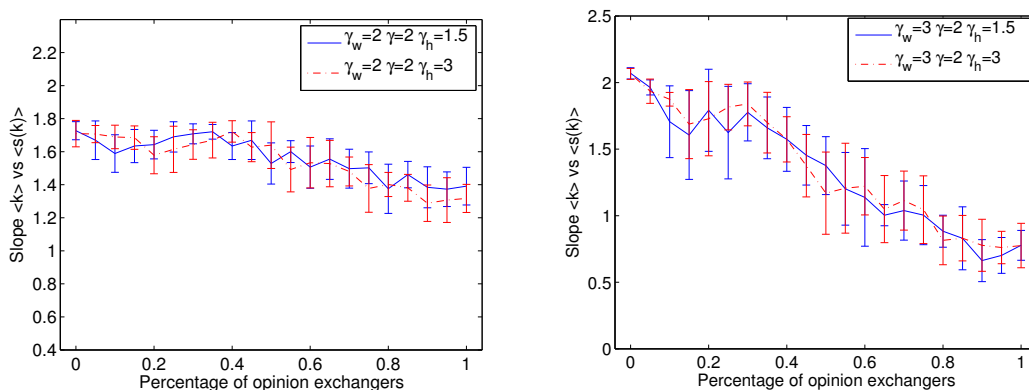 2.2
2
1.8
1.6
1.4
1.2
1
0.8
0.6
0.4
0 0.2 0.4 0.6 0.8 1
Slope <k> vs <s(k)>
Percentage of opinion exchangers
γw=2 γ=2 γh=1.5
γw=2 γ=2 γh=3
2.5
2
1.5
1
0.5
0
0 0.2 0.4 0.6 0.8 1
Slope <k> vs <s(k)>
Percentage of opinion exchangers
γw=3 γ=2 γh=1.5
γw=3 γ=2 γh=3